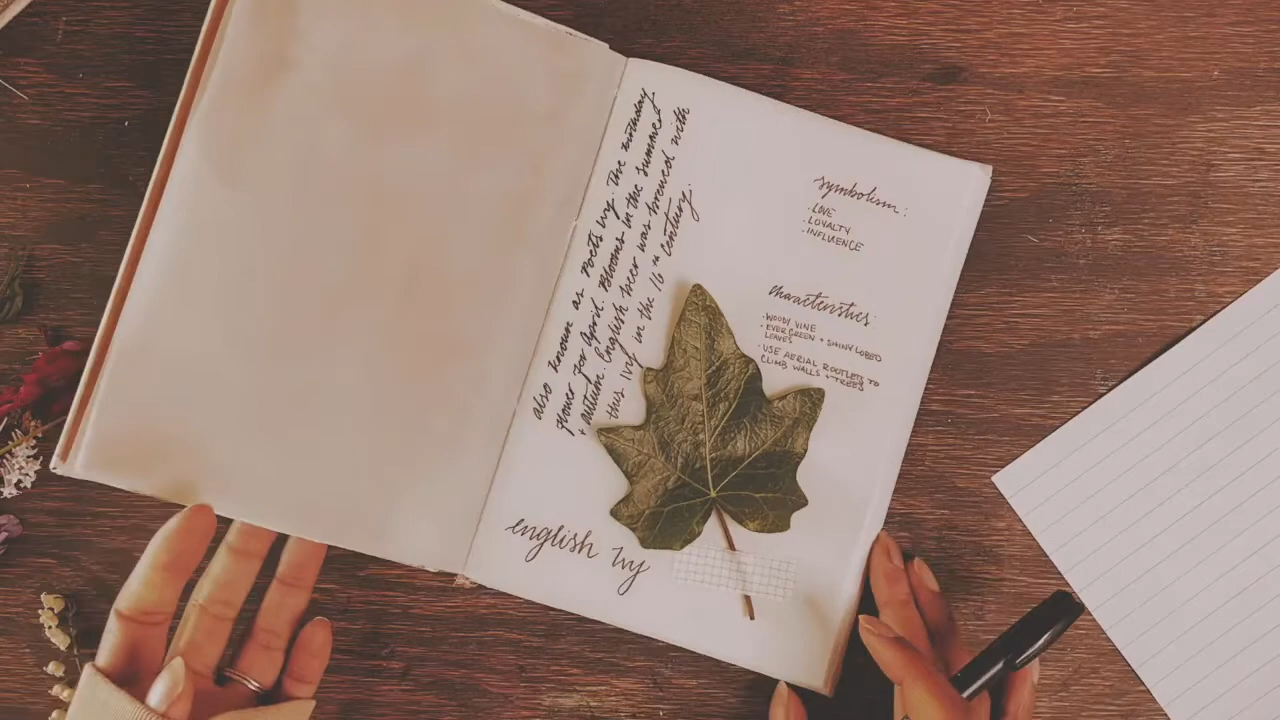 also known as Poets Ivy. The birthday
flower for April. Blooms in the summer
+ autumn. English beer was brewed with
this ivy in the 16th century.
symbolism:
· LOVE
· LOYALTY
· INFLUENCE
characteristics:
· WOODY VINE
· EVERGREEN + SHINY LOBED
LEAVES
· USE AERIAL ROOTLETS TO
CLIMB WALLS + TREES
english Ivy